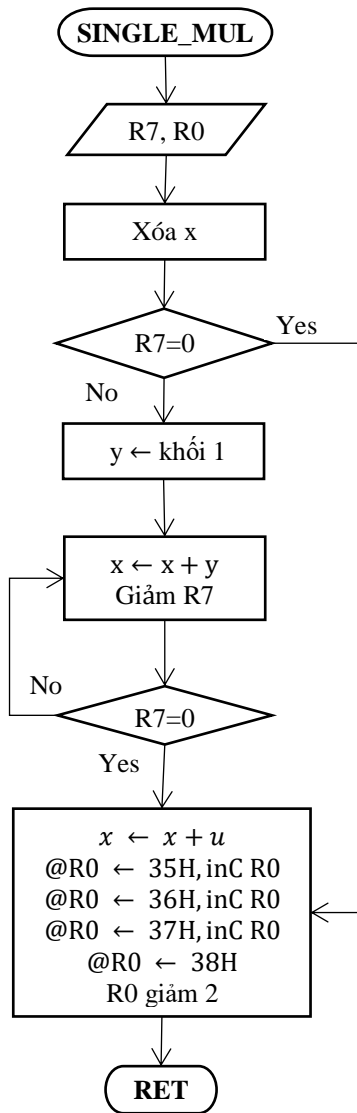 SINGLE_MUL
R7, R0
Xóa x
R7=0
Yes
No
y ← khối 1
x ← x + y
Giảm R7
No
R7=0
Yes
x ← x + u
@R0 ← 35H, inC R0
@R0 ← 36H, inC R0
@R0 ← 37H, inC R0
@R0 ← 38H
R0 giảm 2
RET